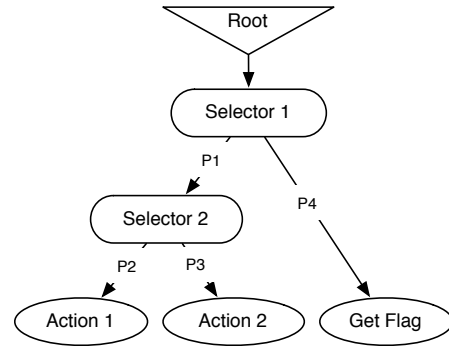 Root
Selector 1
P1
P4
Selector 2
P2
P3
Action 1
Action 2
Get Flag